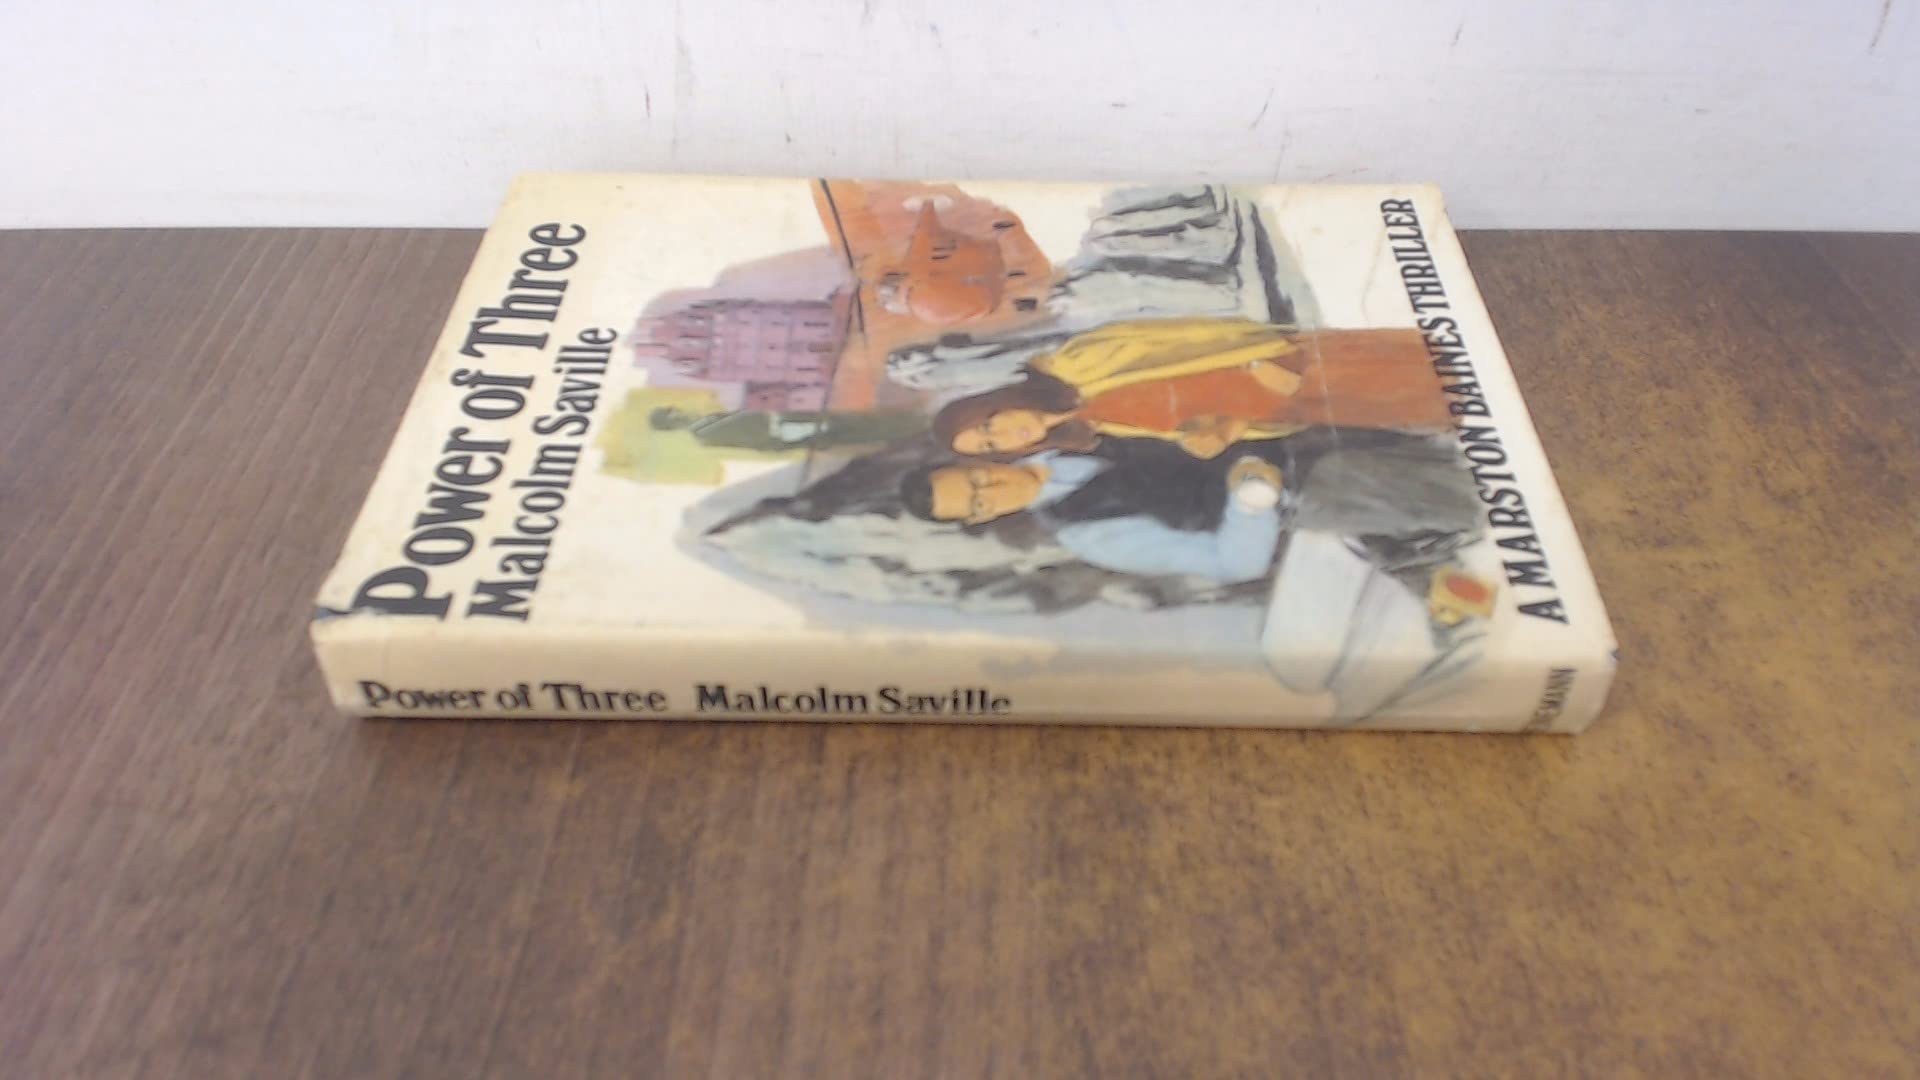 Power of Three
Malcolm Saville
A MARSTON BAINES THRILLER
Power of Three Malcolm Saville